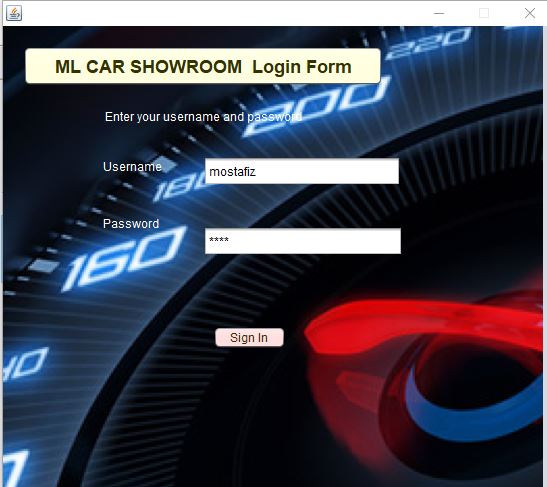 ML CAR SHOWROOM  Login Form
220
Enter your username and password
200
Username
180
mostafiz
Password
****
160
Sign In